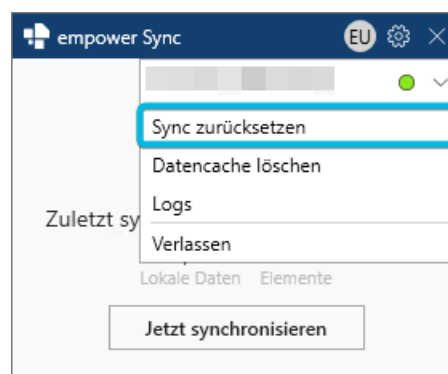 empower Sync EU
Sync zurücksetzen
Datencache löschen
Logs
Zuletzt sy
Verlassen
Lokale Daten Elemente
Jetzt synchronisieren